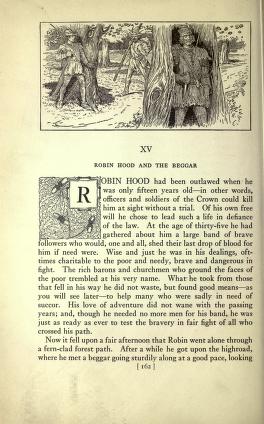 XV
ROBIN HOOD AND THE BEGGAR
ROBIN HOOD had been outlawed when he
was only fifteen years old—in other words,
officers and soldiers of the Crown could kill
him at sight without a trial. Of his own free
will he chose to lead such a life in defiance
of the law. At the age of thirty-five he had
gathered about him a large band of brave
followers who would, one and all, shed their last drop of blood for
him if need were. Wise and just he was in his dealings, oft-
times charitable to the poor and needy, brave and dangerous in
fight. The rich barons and churchmen who ground the faces of
the poor trembled at his very name. What he took from those
that fell in his way he did not waste, but found good means—as
you will see later—to help many who were sadly in need of
succor. His love of adventure did not wane with the passing
years; and, though he needed no more men for his band, he was
just as ready as ever to test the bravery in fair fight of all who
crossed his path.
Now it fell upon a fair afternoon that Robin went alone through
a fern-clad forest path. After a while he got upon the highroad,
where he met a beggar going sturdily along at a good pace, looking
[ 162 ]